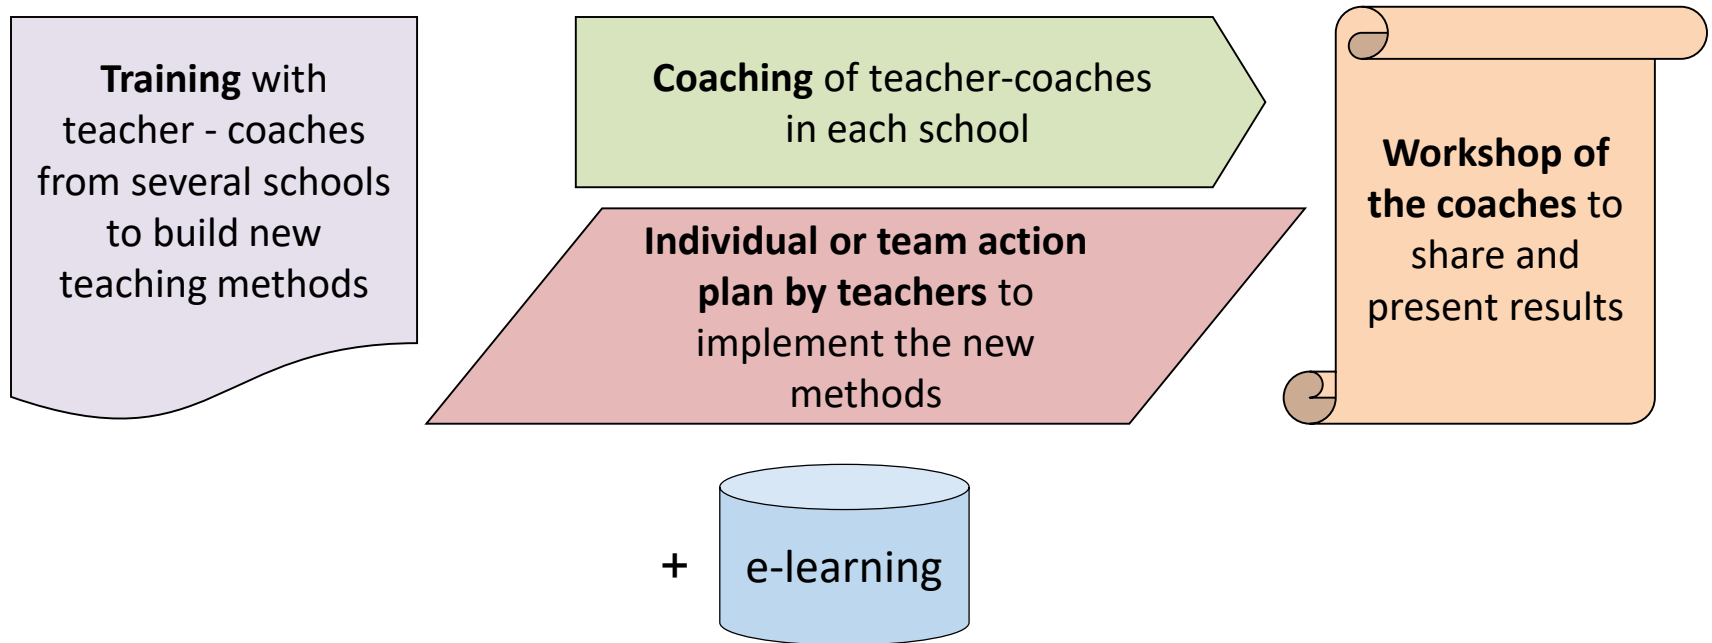 Training with
teacher - coaches
from several schools
to build new
teaching methods
Coaching of teacher-coaches
in each school
Individual or team action
plan by teachers to
implement the new
methods
Workshop of
the coaches to
share and
present results
+ e-learning